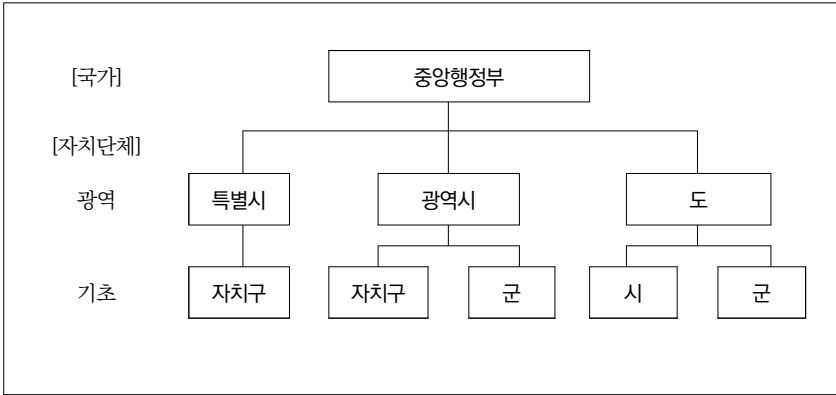 [국가] 중앙행정부
[자치단체]
광역 특별시 광역시 도
기초 자치구 자치구 군 시 군